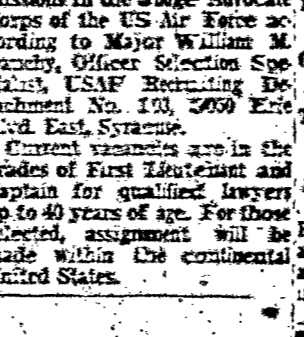 missions in the Judge Advocate
Corps of the US Air Force ac-
cording to Major William M.
Officer Selection Spe-
cialist, USAF Recruiting De-
tachment No. Erie
Blvd. East, Syracuse.
Current vacancies are in the
grades of First Lieutenant and
Captain for qualified lawyers
up to 40 years of age. For those
selected, assignment will be
made within the continental
United States.